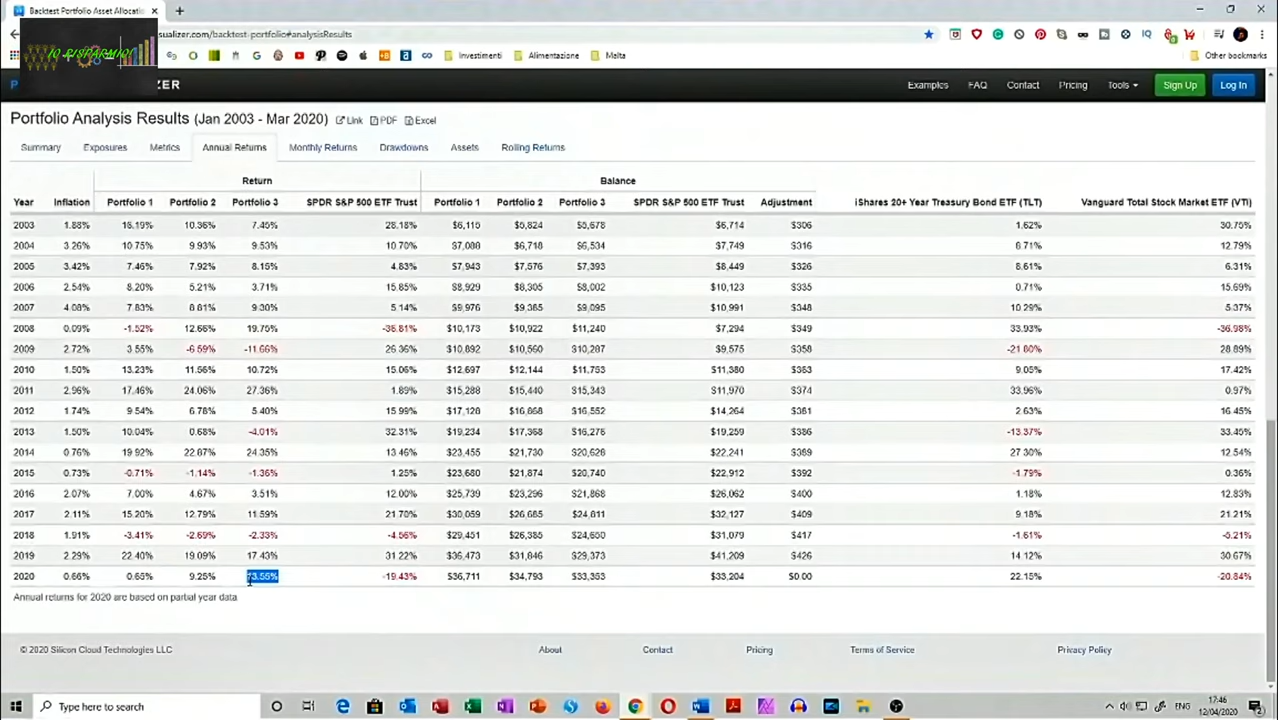 Backtest Portfolio Asset Allocati
IO RISPARMIO!
sualizer.com/backtest-portfolio#analysisResults
Investimenti Alimentazione Malta Other bookmarks
P ZER Examples FAQ Contact Pricing Tools Sign Up Log In
Portfolio Analysis Results (Jan 2003 - Mar 2020) Link PDF Excel
Summary Exposures Metrics Annual Returns Monthly Returns Drawdowns Assets Rolling Returns
Return Balance
Year Inflation Portfolio 1 Portfolio 2 Portfolio 3 SPDR S&P 500 ETF Trust Portfolio 1 Portfolio 2 Portfolio 3 SPDR S&P 500 ETF Trust Adjustment iShares 20+ Year Treasury Bond ETF (TLT) Vanguard Total Stock Market ETF (VTI)
2003 1.88% 16.19% 10.36% 7.45% 28.18% $6,115 $5,824 $5,678 $6,714 $306 1.62% 30.75%
2004 3.26% 10.75% 9.93% 9.53% 10.70% $7,088 $6,718 $6,534 $7,749 $316 8.71% 12.79%
2005 3.42% 7.46% 7.92% 8.15% 4.83% $7,943 $7,576 $7,393 $8,449 $326 8.61% 6.31%
2006 2.54% 8.20% 5.21% 3.71% 15.85% $8,929 $8,305 $8,002 $10,123 $335 0.71% 15.69%
2007 4.08% 7.83% 8.81% 9.30% 5.14% $9,976 $9,385 $9,095 $10,991 $348 10.29% 5.37%
2008 0.09% -1.52% 12.66% 19.75% -36.81% $10,173 $10,922 $11,240 $7,294 $349 33.93% -36.98%
2009 2.72% 3.55% -6.59% -11.66% 26.36% $10,892 $10,560 $10,287 $9,575 $358 -21.80% 28.89%
2010 1.50% 13.23% 11.56% 10.72% 15.06% $12,697 $12,144 $11,753 $11,380 $363 9.05% 17.42%
2011 2.96% 17.46% 24.06% 27.36% 1.89% $15,288 $15,440 $15,343 $11,970 $374 33.96% 0.97%
2012 1.74% 9.54% 6.78% 5.40% 15.99% $17,128 $16,868 $16,552 $14,264 $381 2.63% 16.45%
2013 1.50% 10.04% 0.68% -4.01% 32.31% $19,234 $17,368 $16,276 $19,259 $386 -13.37% 33.45%
2014 0.76% 19.92% 22.87% 24.35% 13.46% $23,455 $21,730 $20,628 $22,241 $389 27.30% 12.54%
2015 0.73% -0.71% -1.14% -1.36% 1.25% $23,680 $21,874 $20,740 $22,912 $392 -1.79% 0.36%
2016 2.07% 7.00% 4.67% 3.51% 12.00% $25,739 $23,296 $21,868 $26,062 $400 1.18% 12.83%
2017 2.11% 15.20% 12.79% 11.59% 21.70% $30,059 $26,685 $24,811 $32,127 $409 9.18% 21.21%
2018 1.91% -3.41% -2.69% -2.33% -4.56% $29,451 $26,385 $24,650 $31,079 $417 -1.61% -5.21%
2019 2.29% 22.40% 19.09% 17.43% 31.22% $36,473 $31,846 $29,373 $41,209 $426 14.12% 30.67%
2020 0.66% 0.65% 9.25% 13.55% -19.43% $36,711 $34,793 $33,353 $33,204 $0.00 22.15% -20.84%
Annual returns for 2020 are based on partial year data
© 2020 Silicon Cloud Technologies LLC About Contact Pricing Terms of Service Privacy Policy
Type here to search ENG 17:46
12/04/2020